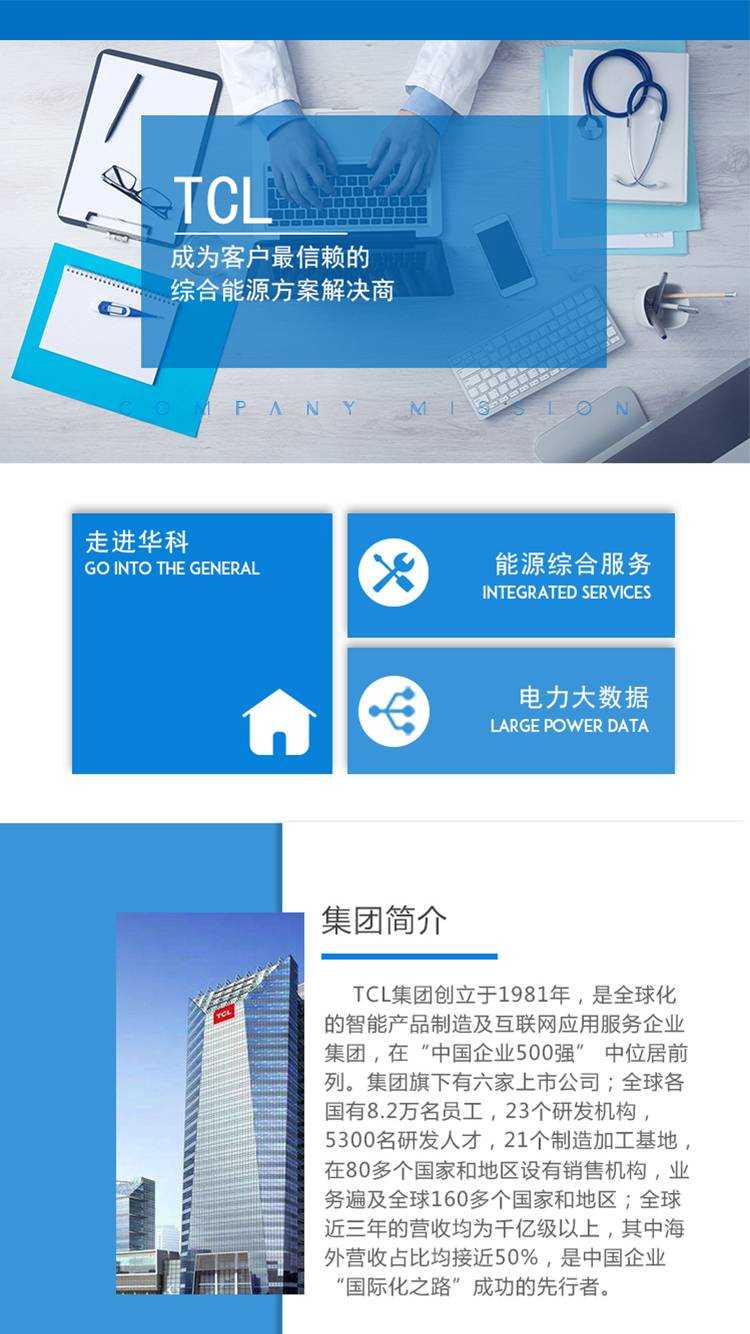 TCL
成为客户最信赖的
综合能源方案解决商
COMPANY MISSION
走进华科
GO INTO THE GENERAL
能源综合服务
INTEGRATED SERVICES
电力大数据
LARGE POWER DATA
集团简介
TCL
TCL集团创立于1981年，是全球化
的智能产品制造及互联网应用服务企业
集团，在“中国企业500强” 中位居前
列。集团旗下有六家上市公司；全球各
国有8.2万名员工，23个研发机构，
5300名研发人才，21个制造加工基地，
在80多个国家和地区设有销售机构，业
务遍及全球160多个国家和地区；全球
近三年的营收均为千亿级以上，其中海
外营收占比均接近50%，是中国企业
“国际化之路”成功的先行者。